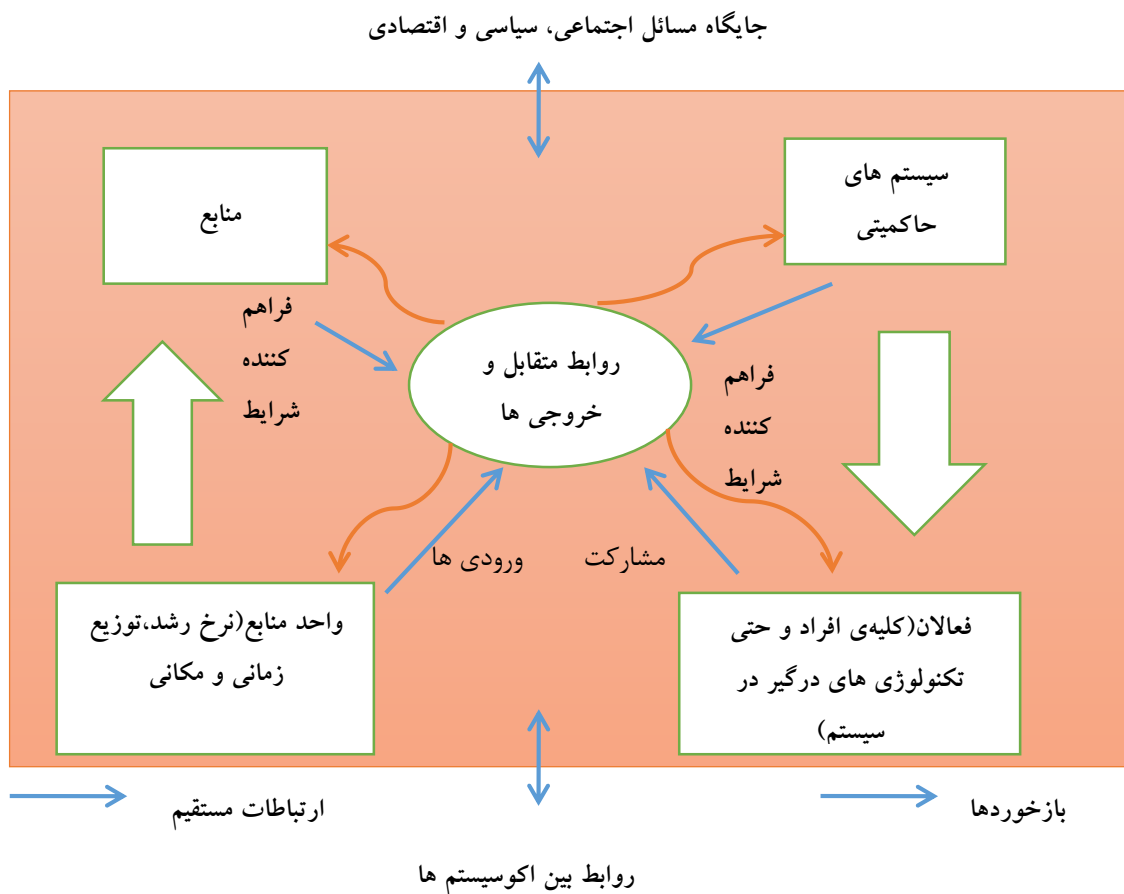 جایگاه مسائل اجتماعی، سیاسی و اقتصادی
سیستم های
حاکمیتی
منابع
فراهم
کننده
شرایط
روابط متقابل و
خروجی ها
فراهم
کننده
شرایط
مشارکت
ورودی ها
فعالان(کلیه‌ی افراد و حتی
تکنولوژی های درگیر در
سیستم)
واحد منابع(نرخ رشد،توزیع
زمانی و مکانی
بازخوردها
ارتباطات مستقیم
روابط بین اکوسیستم ها